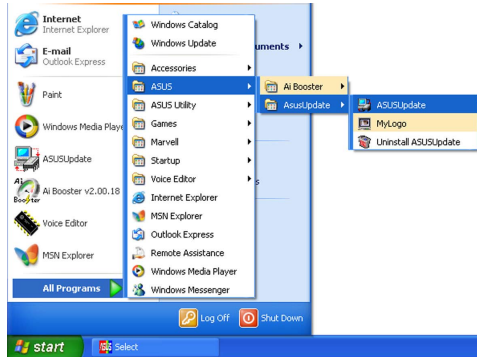 Internet
Internet Explorer
E-mail
Outlook Express
Paint
Windows Media Playe
ASUSUpdate
Ai Booster v2.00.18
Voice Editor
MSN Explorer
All Programs
Windows Catalog
Windows Update
Accessories
ASUS
ASUS Utility
Games
Marvell
Startup
Voice Editor
Internet Explorer
MSN Explorer
Outlook Express
Remote Assistance
Windows Media Player
Windows Messenger
uments
s
Ai Booster
AsusUpdate
ASUSUpdate
MyLogo
Uninstall ASUSUpdate
Log Off
Shut Down
start
Select